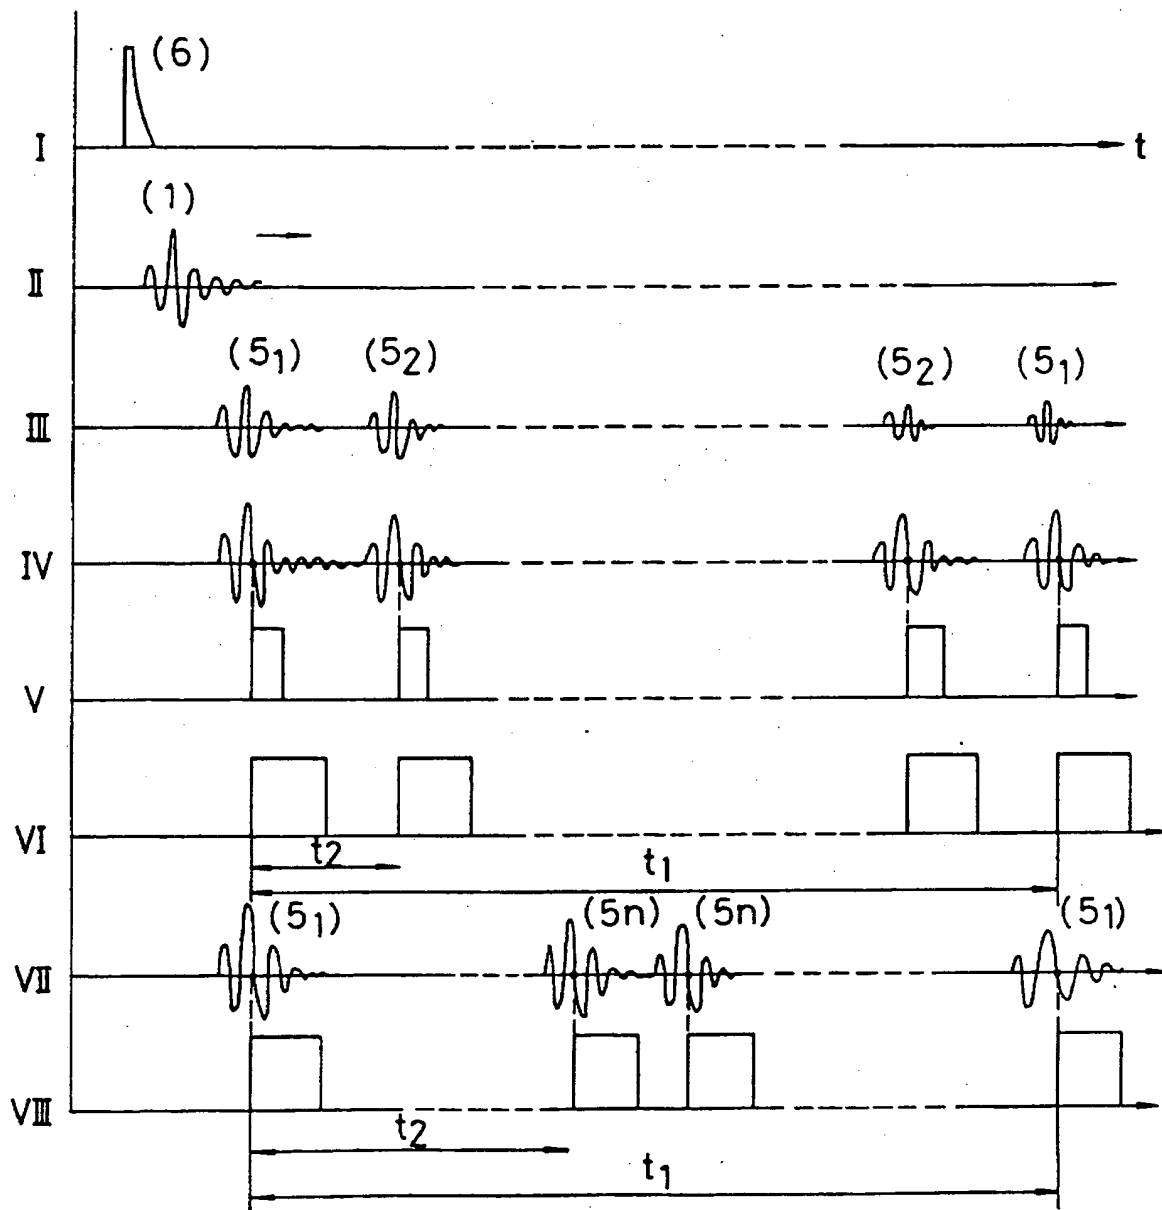 (6)
I
t
(1)
II
(5₁) (5₂) (5₂) (5₁)
III
IV
V
VI
t₂
t₁
(5₁) (5n) (5n) (5₁)
VII
VIII
t₂
t₁